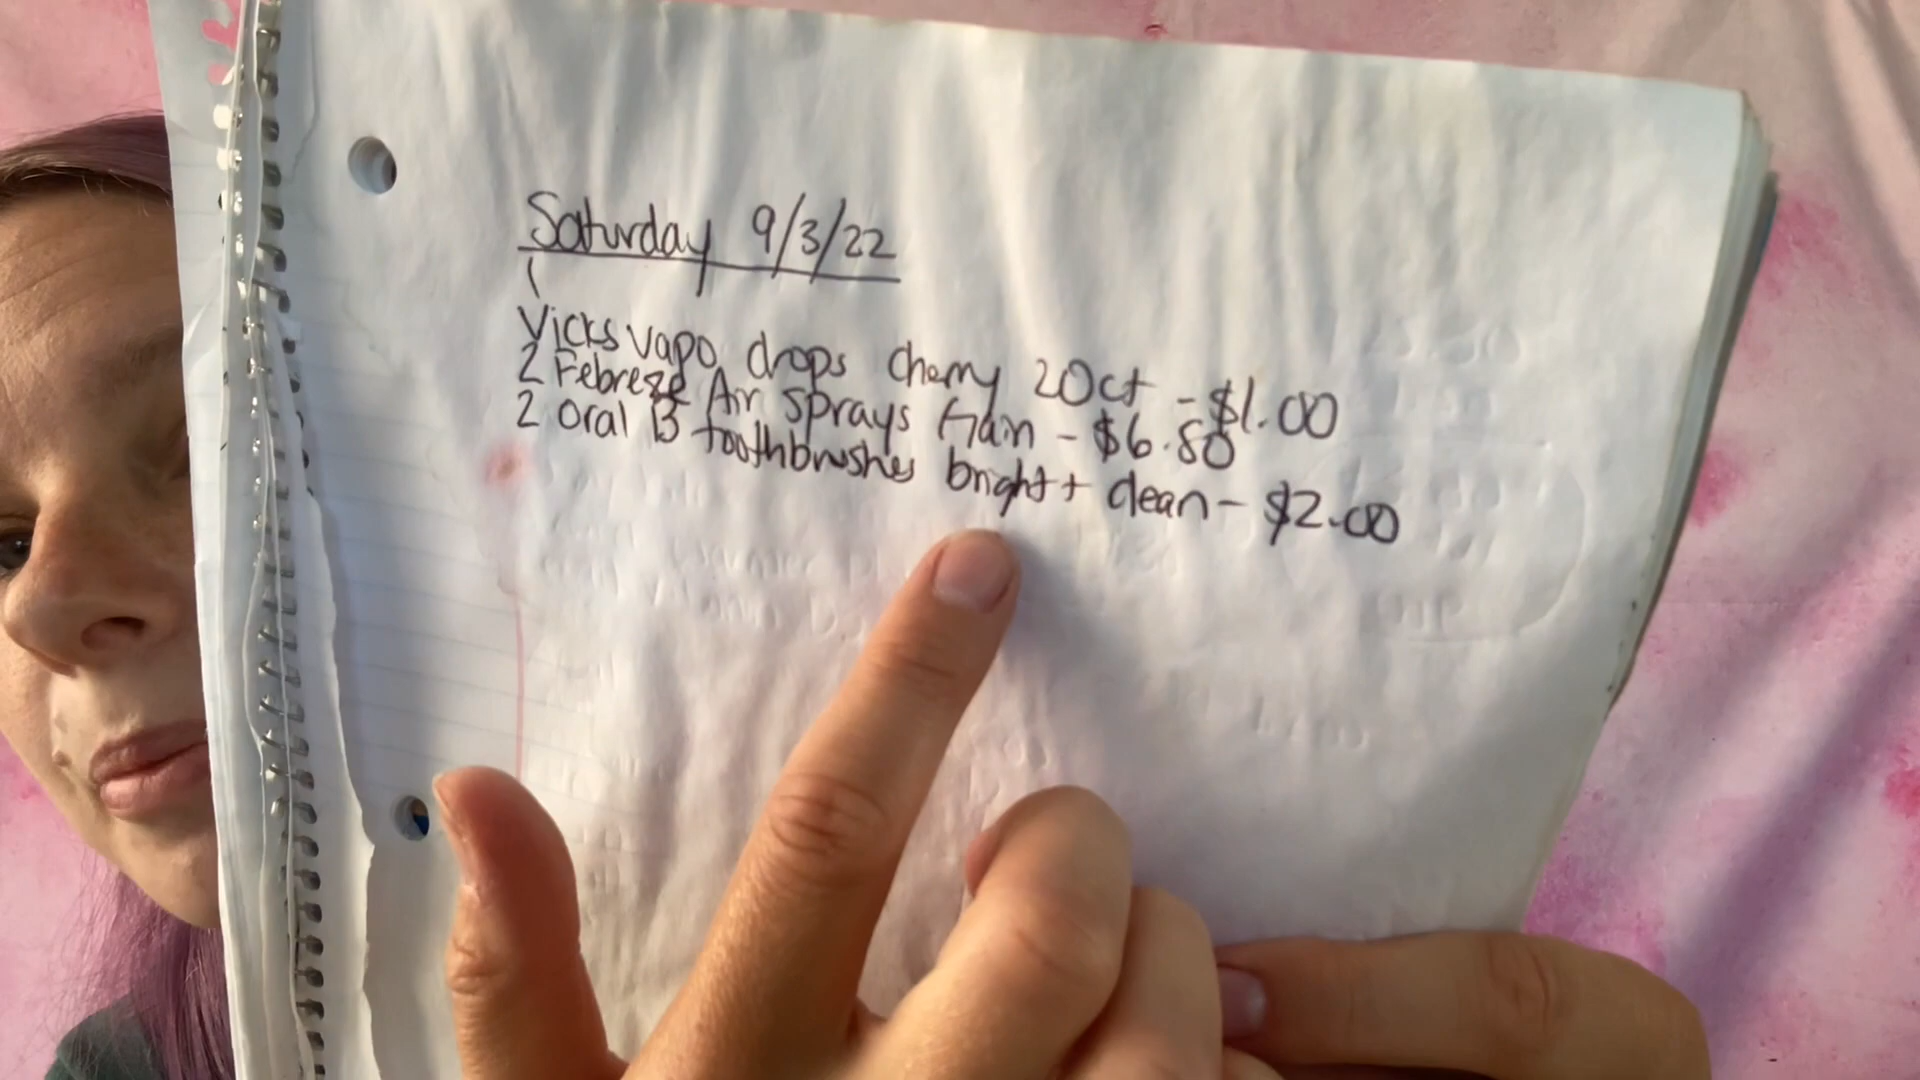 Saturday 9/3/22
Vicks vapo drops cherry 20ct - $1.00
2 Febreze Air Sprays Gain - $6.80
2 Oral B toothbrushes bright + clean - $2.00